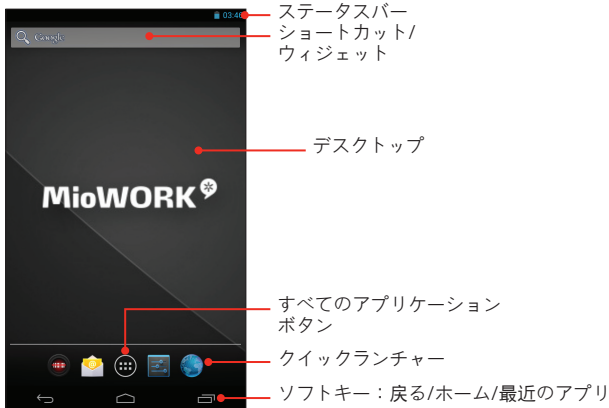 03:46
ステータスバー
Google
ショートカット/
ウィジェット
デスクトップ
MioWORK
すべてのアプリケーション
ボタン
クイックランチャー
ソフトキー：戻る/ホーム/最近のアプリ